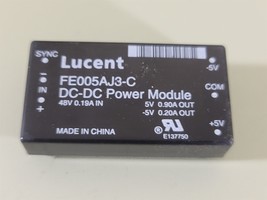 SYNC
Lucent
-5V
FE005AJ3-C
DC-DC Power Module
COM
- IN +
48V 0.19A IN
5V 0.90A OUT
-5V 0.20A OUT
+5V
MADE IN CHINA
E137750